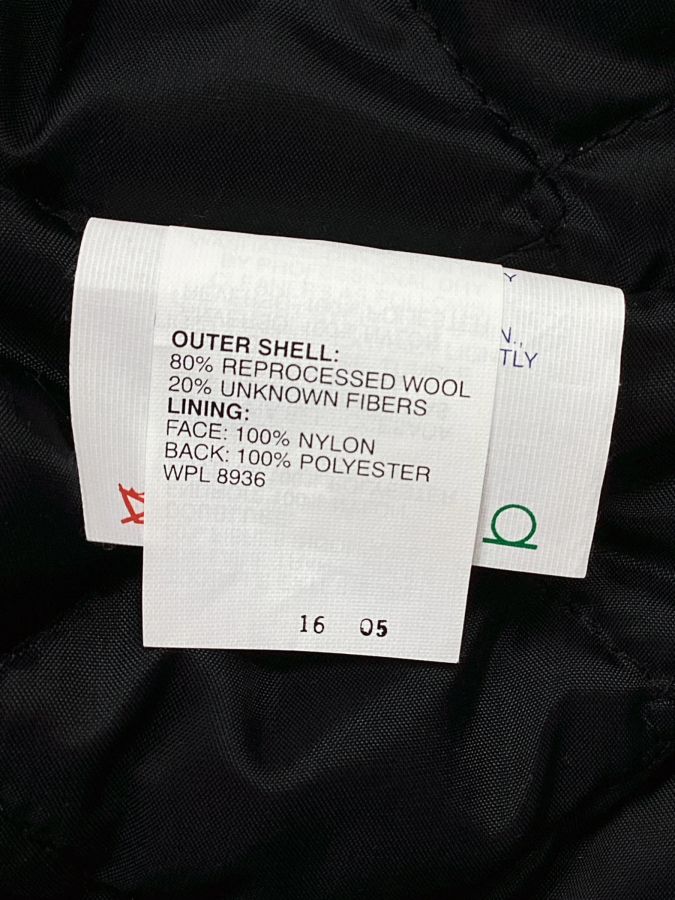 OUTER SHELL:
80% REPROCESSED WOOL
20% UNKNOWN FIBERS
LINING:
FACE: 100% NYLON
BACK: 100% POLYESTER
WPL 8936
16 05
Y
N.,
TLY